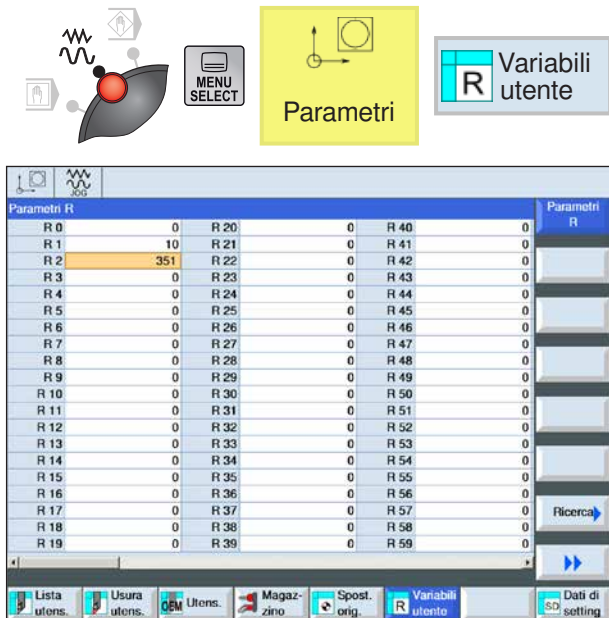 MENU
SELECT
Parametri
R Variabili
utente
JOG
Parametri R
Parametri
R
R 0 0 R 20 0 R 40 0
R 1 10 R 21 0 R 41 0
R 2 351 R 22 0 R 42 0
R 3 0 R 23 0 R 43 0
R 4 0 R 24 0 R 44 0
R 5 0 R 25 0 R 45 0
R 6 0 R 26 0 R 46 0
R 7 0 R 27 0 R 47 0
R 8 0 R 28 0 R 48 0
R 9 0 R 29 0 R 49 0
R 10 0 R 30 0 R 50 0
R 11 0 R 31 0 R 51 0
R 12 0 R 32 0 R 52 0
R 13 0 R 33 0 R 53 0
R 14 0 R 34 0 R 54 0
R 15 0 R 35 0 R 55 0
R 16 0 R 36 0 R 56 0
R 17 0 R 37 0 R 57 0
R 18 0 R 38 0 R 58 0
R 19 0 R 39 0 R 59 0
Ricerca
Lista
utens.
Usura
utens.
OEM Utens.
Magaz-
zino
Spost.
orig.
R Variabili
utente
SD Dati di
setting